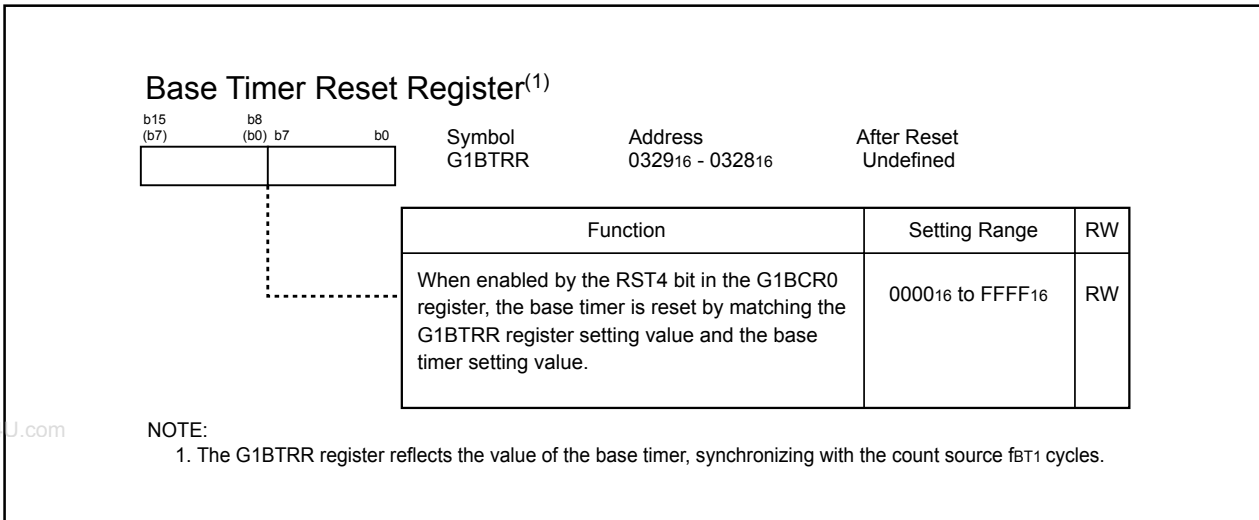 Base Timer Reset Register(1)
b15 b8
(b7) (b0) b7 b0
Symbol Address After Reset
G1BTRR 032916 - 032816 Undefined
Function Setting Range RW
When enabled by the RST4 bit in the G1BCR0
register, the base timer is reset by matching the
G1BTRR register setting value and the base
timer setting value.
000016 to FFFF16 RW
NOTE:
1. The G1BTRR register reflects the value of the base timer, synchronizing with the count source fBT1 cycles.
U.com